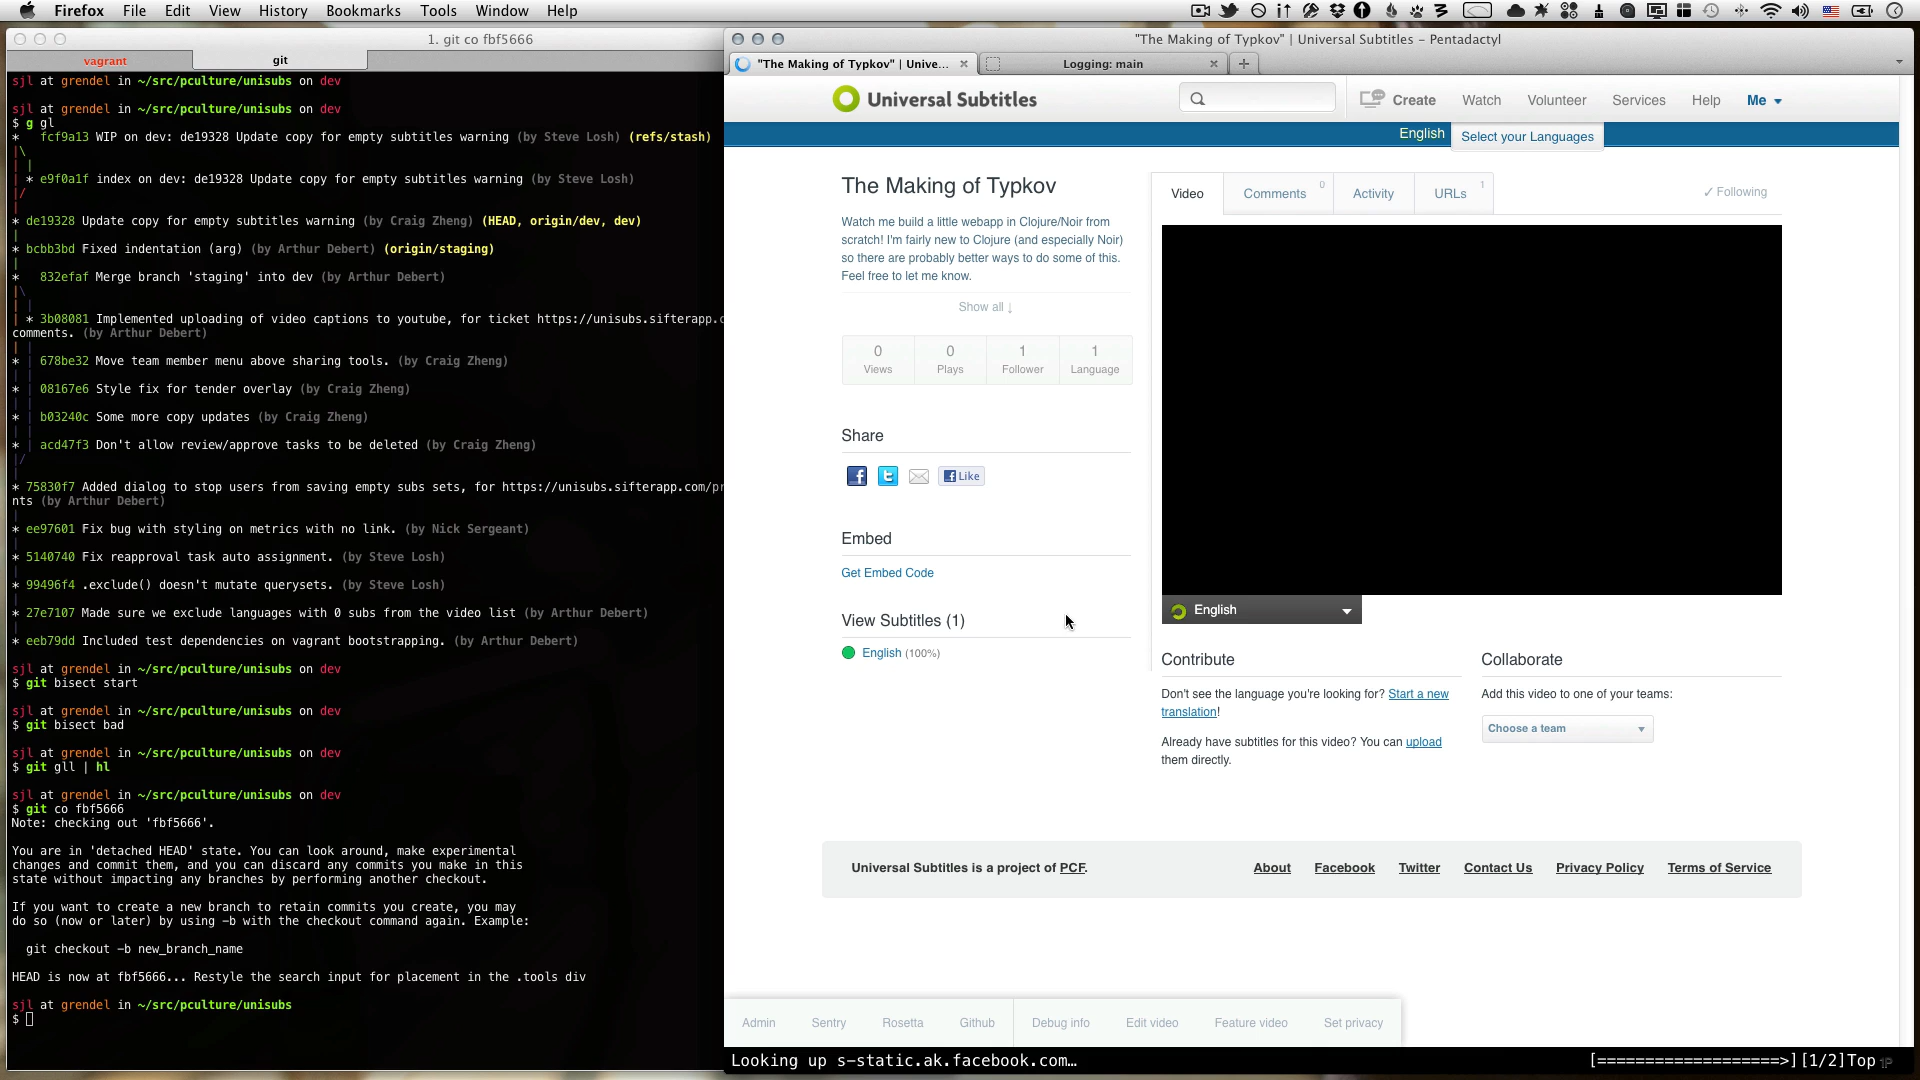 Firefox File Edit View History Bookmarks Tools Window Help
1. git co fbf5666
vagrant git
sjl at grendel in ~/src/pculture/unisubs on dev
sjl at grendel in ~/src/pculture/unisubs on dev
$ g gl
* fcf9a13 WIP on dev: de19328 Update copy for empty subtitles warning (by Steve Losh) (refs/stash)
|\
| |
| * e9f0a1f index on dev: de19328 Update copy for empty subtitles warning (by Steve Losh)
|/
|
* de19328 Update copy for empty subtitles warning (by Craig Zheng) (HEAD, origin/dev, dev)
|
* bcbb3bd Fixed indentation (arg) (by Arthur Debert) (origin/staging)
|
* 832efaf Merge branch 'staging' into dev (by Arthur Debert)
|\
| |
| * 3b08081 Implemented uploading of video captions to youtube, for ticket https://unisubs.sifterapp.c
comments. (by Arthur Debert)
| |
* | 678be32 Move team member menu above sharing tools. (by Craig Zheng)
| |
* | 08167e6 Style fix for tender overlay (by Craig Zheng)
| |
* | b03240c Some more copy updates (by Craig Zheng)
| |
* | acd47f3 Don't allow review/approve tasks to be deleted (by Craig Zheng)
|/
|
* 75830f7 Added dialog to stop users from saving empty subs sets, for https://unisubs.sifterapp.com/pr
nts (by Arthur Debert)
|
* ee97601 Fix bug with styling on metrics with no link. (by Nick Sergeant)
|
* 5140740 Fix reapproval task auto assignment. (by Steve Losh)
|
* 99496f4 .exclude() doesn't mutate querysets. (by Steve Losh)
|
* 27e7107 Made sure we exclude languages with 0 subs from the video list (by Arthur Debert)
|
* eeb79dd Included test dependencies on vagrant bootstrapping. (by Arthur Debert)
sjl at grendel in ~/src/pculture/unisubs on dev
$ git bisect start
sjl at grendel in ~/src/pculture/unisubs on dev
$ git bisect bad
sjl at grendel in ~/src/pculture/unisubs on dev
$ git gll | hl
sjl at grendel in ~/src/pculture/unisubs on dev
$ git co fbf5666
Note: checking out 'fbf5666'.
You are in 'detached HEAD' state. You can look around, make experimental
changes and commit them, and you can discard any commits you make in this
state without impacting any branches by performing another checkout.
If you want to create a new branch to retain commits you create, you may
do so (now or later) by using -b with the checkout command again. Example:
git checkout -b new_branch_name
HEAD is now at fbf5666... Restyle the search input for placement in the .tools div
sjl at grendel in ~/src/pculture/unisubs
$
"The Making of Typkov" | Universal Subtitles - Pentadactyl
"The Making of Typkov" | Unive... Logging: main
Universal Subtitles Create Watch Volunteer Services Help Me
English Select your Languages
The Making of Typkov
Watch me build a little webapp in Clojure/Noir from
scratch! I'm fairly new to Clojure (and especially Noir)
so there are probably better ways to do some of this.
Feel free to let me know.
Show all ↓
0 0 1 1
Views Plays Follower Language
Share
Like
Embed
Get Embed Code
View Subtitles (1)
English (100%)
Video Comments 0 Activity URLs 1 ✓ Following
English
Contribute
Don't see the language you're looking for? Start a new
translation!
Already have subtitles for this video? You can upload
them directly.
Collaborate
Add this video to one of your teams:
Choose a team
Universal Subtitles is a project of PCF. About Facebook Twitter Contact Us Privacy Policy Terms of Service
Admin Sentry Rosetta Github Debug info Edit video Feature video Set privacy
Looking up s-static.ak.facebook.com… [===================>][1/2]Top